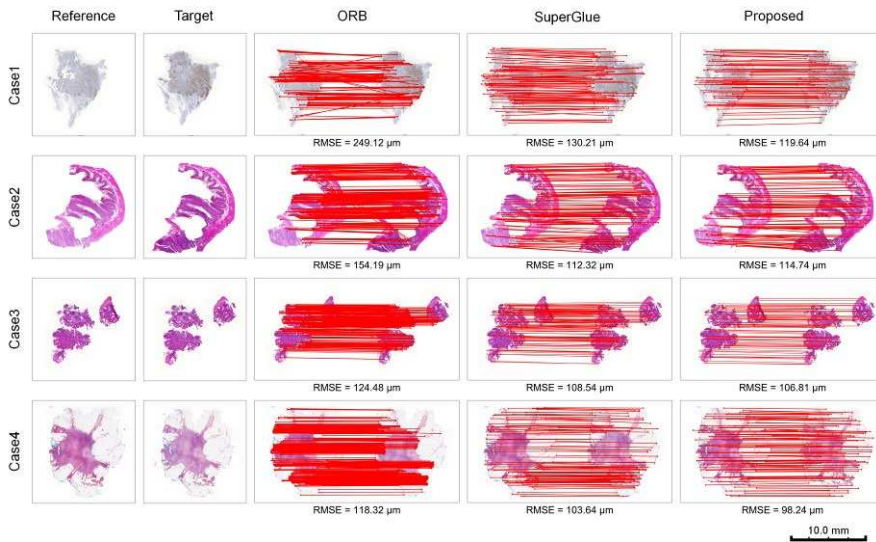 Reference Target ORB SuperGlue Proposed
Case1
RMSE = 249.12 µm RMSE = 130.21 µm RMSE = 119.64 µm
Case2
RMSE = 154.19 µm RMSE = 112.32 µm RMSE = 114.74 µm
Case3
RMSE = 124.48 µm RMSE = 108.54 µm RMSE = 106.81 µm
Case4
RMSE = 118.32 µm RMSE = 103.64 µm RMSE = 98.24 µm
10.0 mm